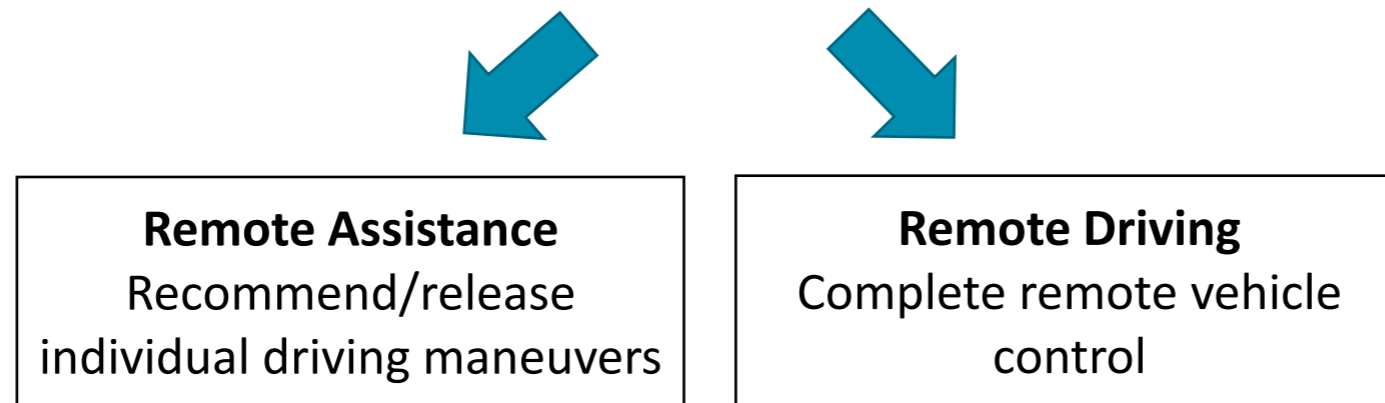 Remote Assistance
Recommend/release
individual driving maneuvers
Remote Driving
Complete remote vehicle
control